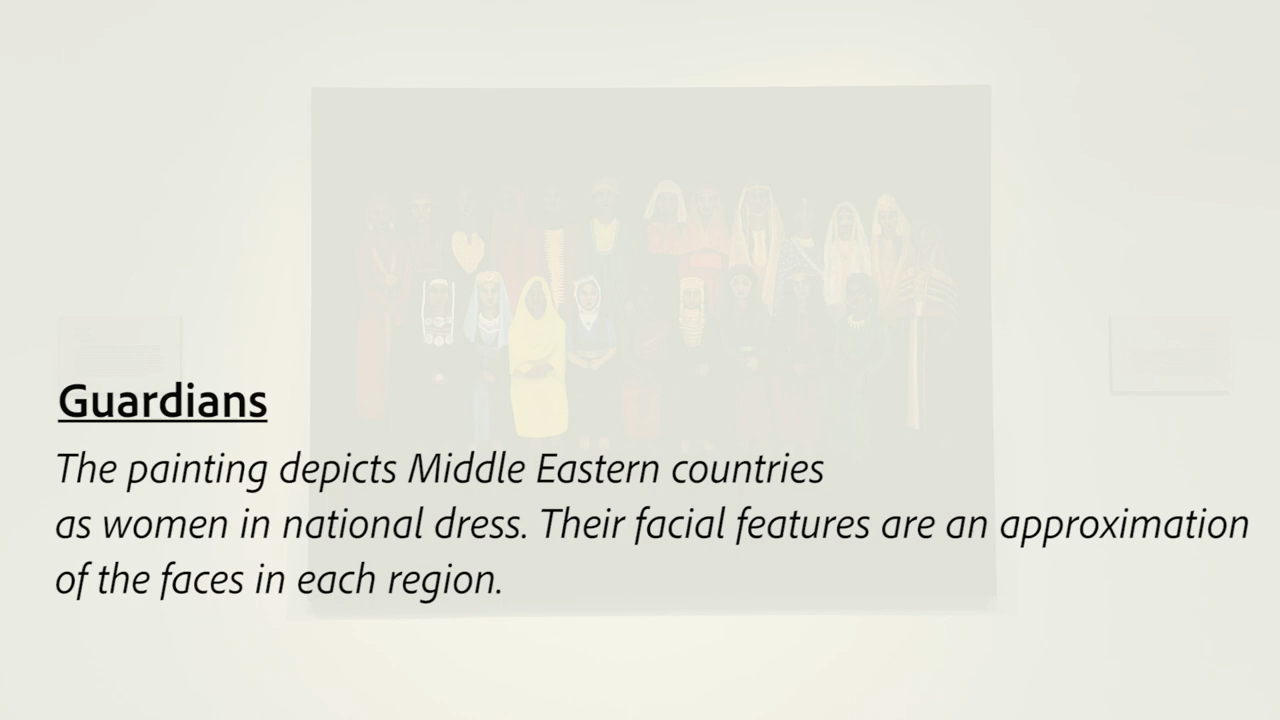 Guardians
The painting depicts Middle Eastern countries
as women in national dress. Their facial features are an approximation
of the faces in each region.